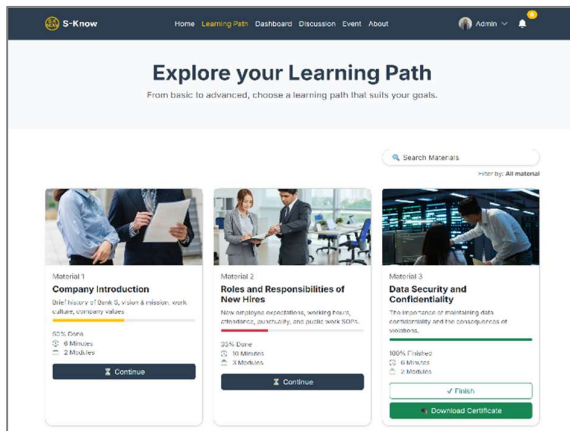 S-Know
Home Learning Path Dashboard Discussion Event About
Admin
Explore your Learning Path
From basic to advanced, choose a learning path that suits your goals.
Search Materials
Filter by: All material
Material 1
Company Introduction
Brief history of Bank S, vision & mission, work
culture, company values
60% Done
6 Minutes
2 Modules
Continue
Material 2
Roles and Responsibilities of
New Hires
New employee expectations, working hours,
attendance, punctuality, and public work SOPs.
35% Done
10 Minutes
3 Modules
Continue
Material 3
Data Security and
Confidentiality
The importance of maintaining data
confidentiality and the consequences of
violations.
100% Finished
6 Minutes
2 Modules
✓ Finish
Download Certificate